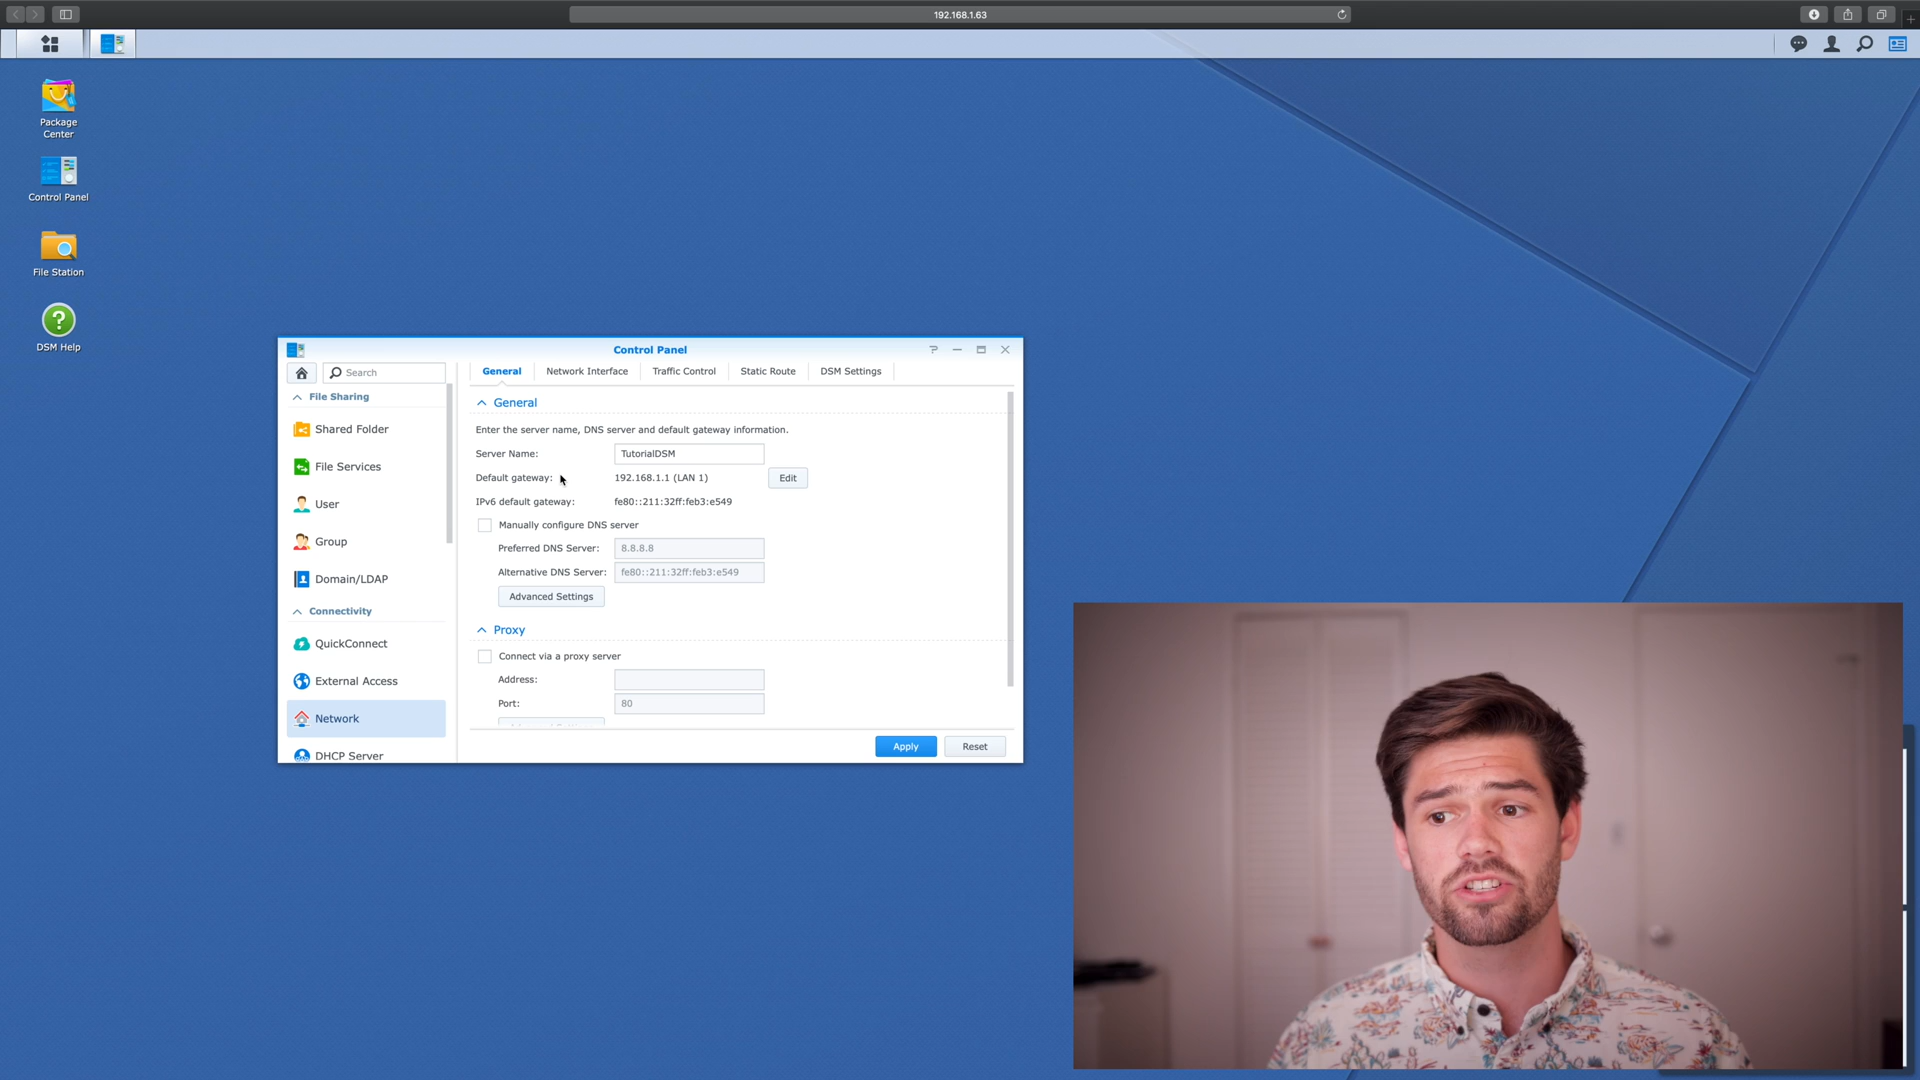 192.168.1.63
Package
Center
Control Panel
File Station
DSM Help
Control Panel
Search
General
Network Interface
Traffic Control
Static Route
DSM Settings
File Sharing
Shared Folder
File Services
User
Group
Domain/LDAP
Connectivity
QuickConnect
External Access
Network
DHCP Server
General
Enter the server name, DNS server and default gateway information.
Server Name: TutorialDSM
Default gateway: 192.168.1.1 (LAN 1) Edit
IPv6 default gateway: fe80::211:32ff:feb3:e549
Manually configure DNS server
Preferred DNS Server: 8.8.8.8
Alternative DNS Server: fe80::211:32ff:feb3:e549
Advanced Settings
Proxy
Connect via a proxy server
Address:
Port: 80
Apply
Reset